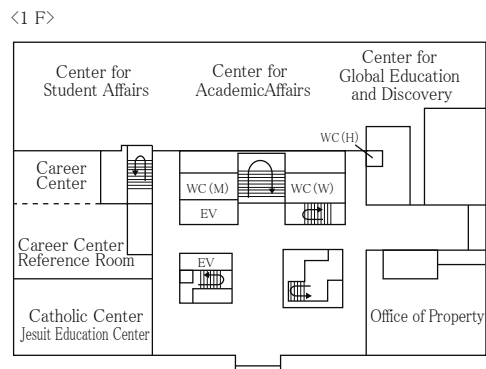 <1 F>
Center for
Student Affairs
Center for
AcademicAffairs
Center for
Global Education
and Discovery
WC(H)
Career
Center
WC(M)
WC(W)
EV
Career Center
Reference Room
EV
Catholic Center
Jesuit Education Center
Office of Property